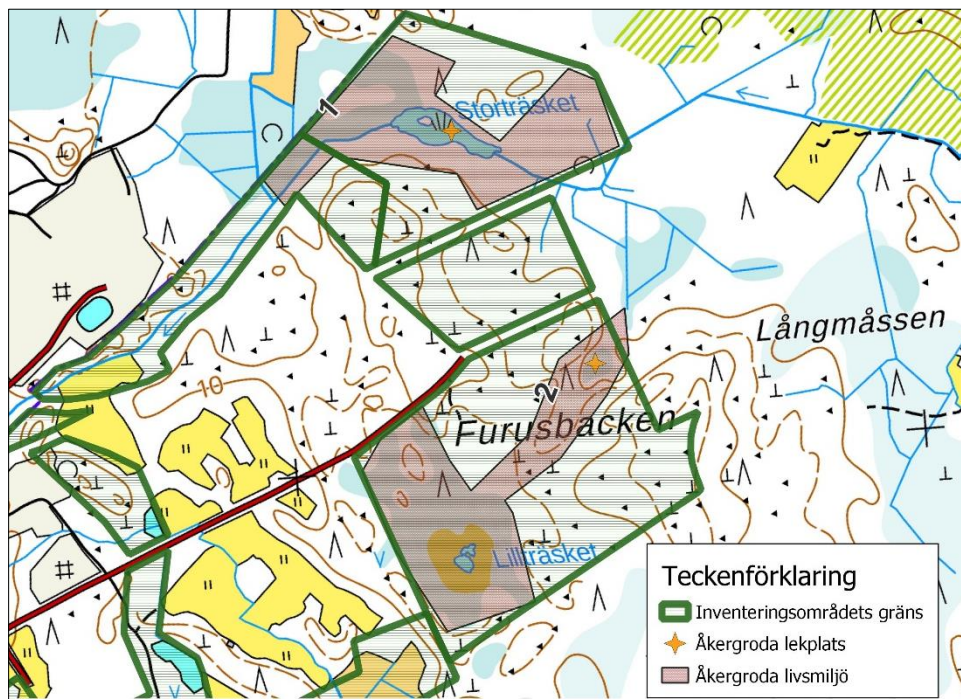 1
Storträsket
Långmåssen
10
2
Furusbacken
Lillträsket
Teckenförklaring
Inventeringsområdets gräns
Åkergroda lekplats
Åkergroda livsmiljö